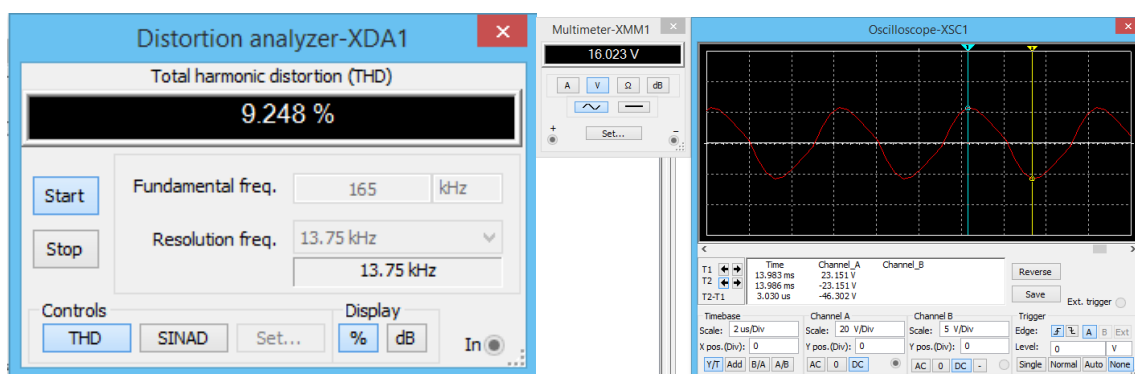 Distortion analyzer-XDA1
Total harmonic distortion (THD)
9.248 %
Start
Stop
Fundamental freq. 165 kHz
Resolution freq. 13.75 kHz
13.75 kHz
Controls
THD SINAD Set...
Display
% dB
In
Multimeter-XMM1
16.023 V
A V Ω dB
+ Set... -
Oscilloscope-XSC1
Time Channel_A Channel_B
T1 13.983 ms 23.151 V
T2 13.986 ms -23.151 V
T2-T1 3.030 us -46.302 V
Reverse
Save
Ext. trigger
Timebase
Scale: 2 us/Div
X pos.(Div): 0
Y/T Add B/A A/B
Channel A
Scale: 20 V/Div
Y pos.(Div): 0
AC 0 DC
Channel B
Scale: 5 V/Div
Y pos.(Div): 0
AC 0 DC -
Trigger
Edge: A B Ext
Level: 0 V
Single Normal Auto None